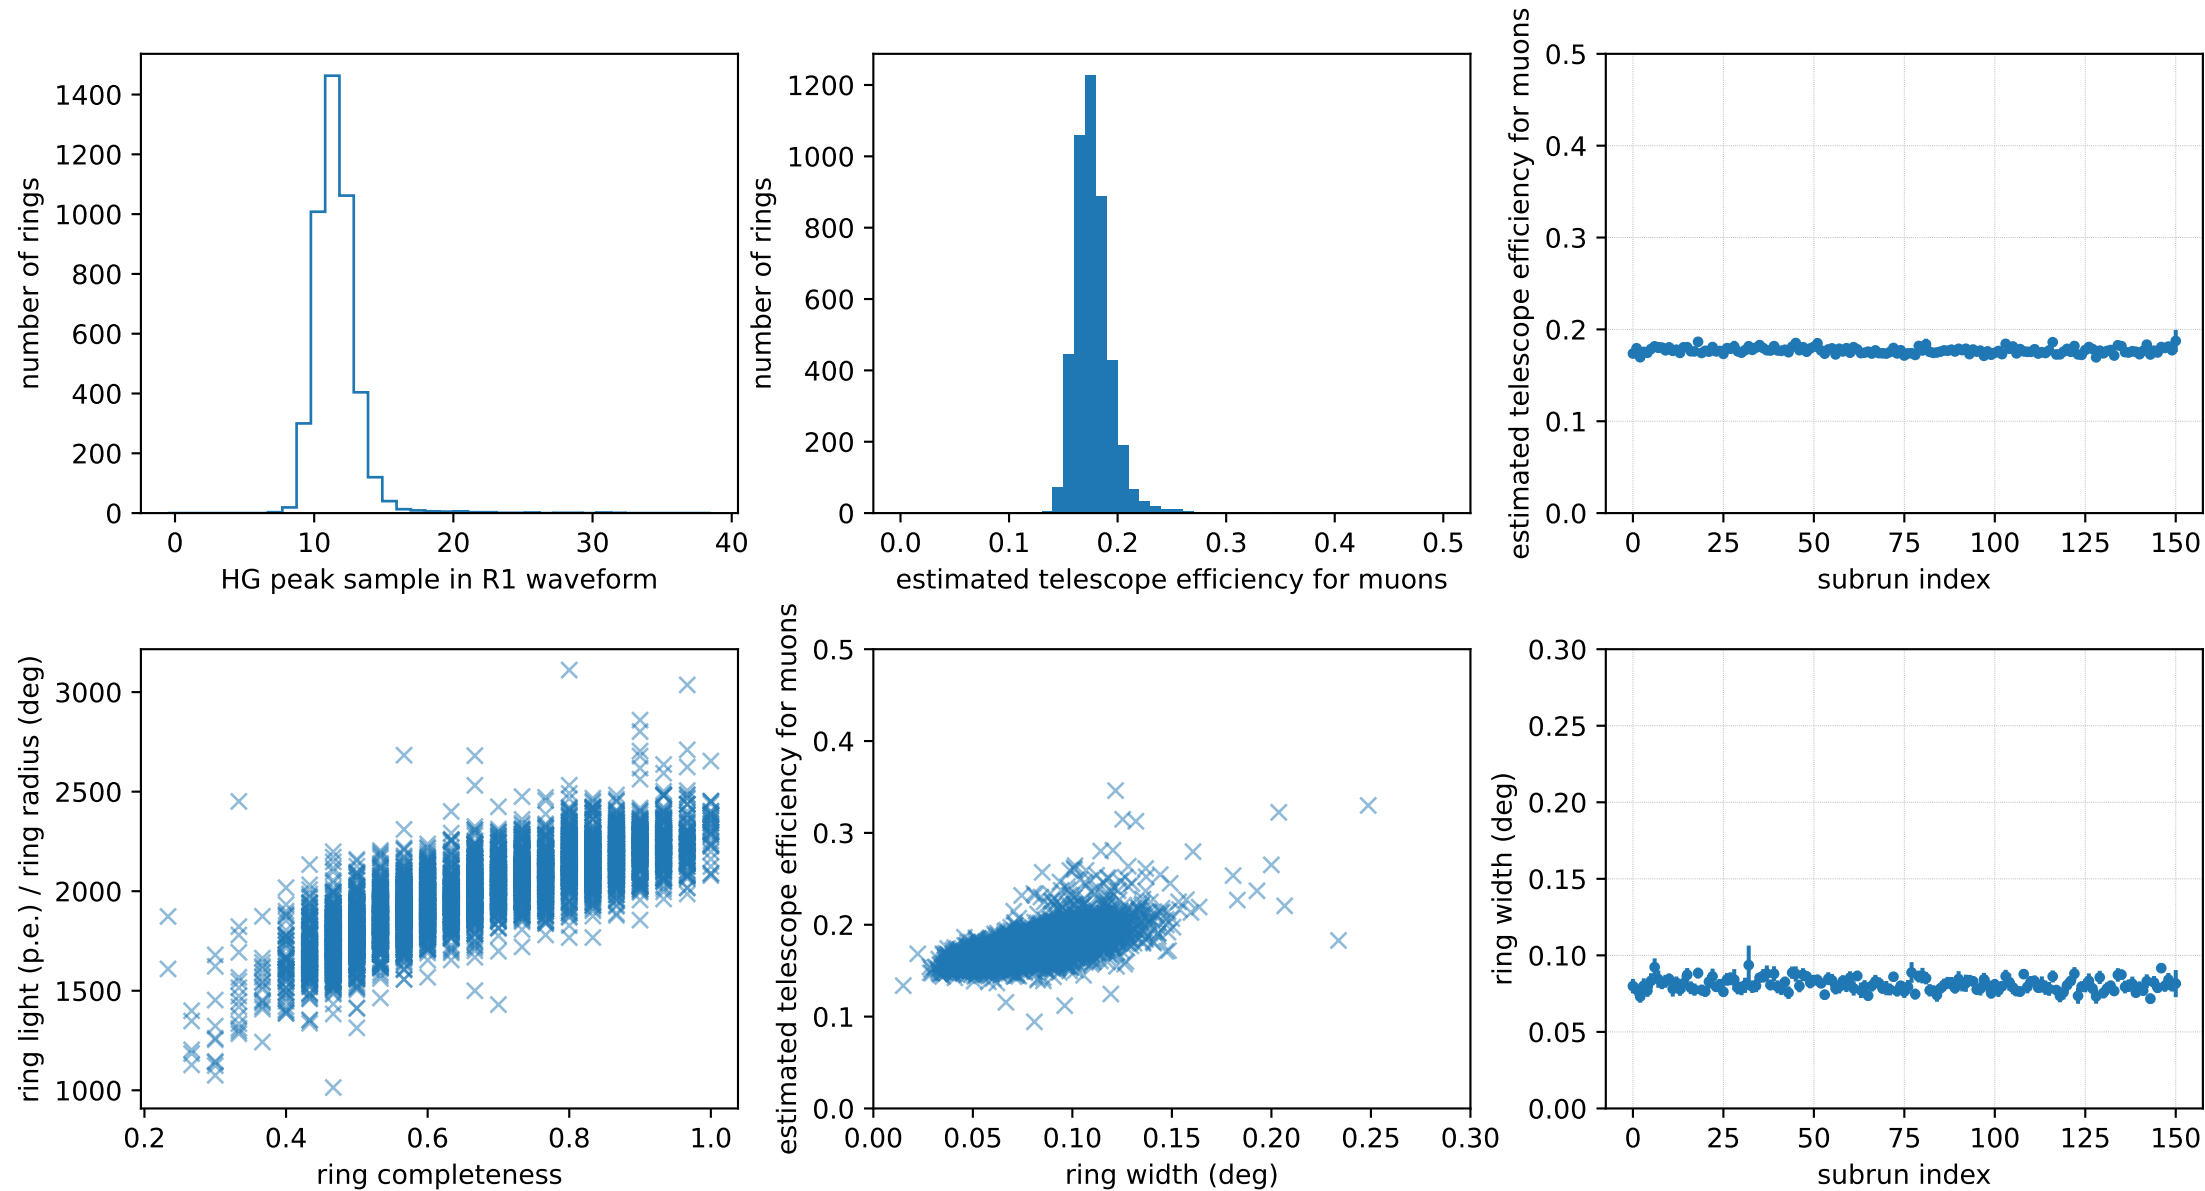 number of rings
1400
1200
1000
800
600
400
200
0
0 10 20 30 40
HG peak sample in R1 waveform
number of rings
1200
1000
800
600
400
200
0
0.0 0.1 0.2 0.3 0.4 0.5
estimated telescope efficiency for muons
estimated telescope efficiency for muons
0.5
0.4
0.3
0.2
0.1
0.0
0 25 50 75 100 125 150
subrun index
ring light (p.e.) / ring radius (deg)
3000
2500
2000
1500
1000
0.2 0.4 0.6 0.8 1.0
ring completeness
estimated telescope efficiency for muons
0.5
0.4
0.3
0.2
0.1
0.0
0.00 0.05 0.10 0.15 0.20 0.25 0.30
ring width (deg)
ring width (deg)
0.30
0.25
0.20
0.15
0.10
0.05
0.00
0 25 50 75 100 125 150
subrun index